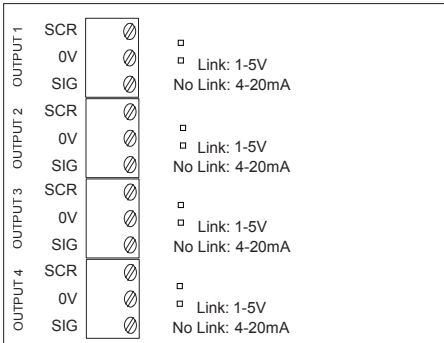 OUTPUT 1
SCR
0V
SIG
Link: 1-5V
No Link: 4-20mA
OUTPUT 2
SCR
0V
SIG
Link: 1-5V
No Link: 4-20mA
OUTPUT 3
SCR
0V
SIG
Link: 1-5V
No Link: 4-20mA
OUTPUT 4
SCR
0V
SIG
Link: 1-5V
No Link: 4-20mA